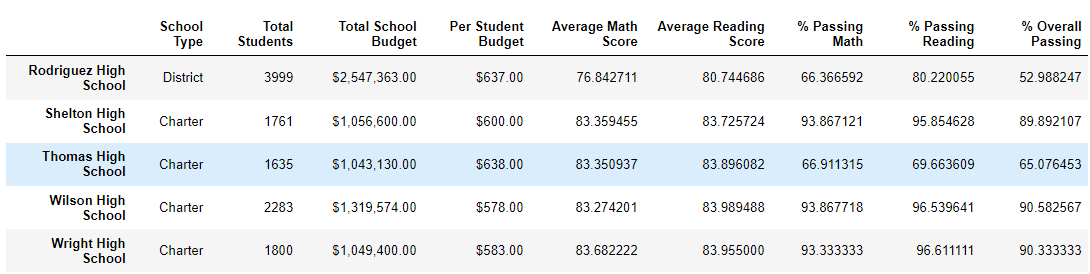 School Type Total Students Total School Budget Per Student Budget Average Math Score Average Reading Score % Passing Math % Passing Reading % Overall Passing
Rodriguez High School District 3999 $2,547,363.00 $637.00 76.842711 80.744686 66.366592 80.220055 52.988247
Shelton High School Charter 1761 $1,056,600.00 $600.00 83.359455 83.725724 93.867121 95.854628 89.892107
Thomas High School Charter 1635 $1,043,130.00 $638.00 83.350937 83.896082 66.911315 69.663609 65.076453
Wilson High School Charter 2283 $1,319,574.00 $578.00 83.274201 83.989488 93.867718 96.539641 90.582567
Wright High School Charter 1800 $1,049,400.00 $583.00 83.682222 83.955000 93.333333 96.611111 90.333333